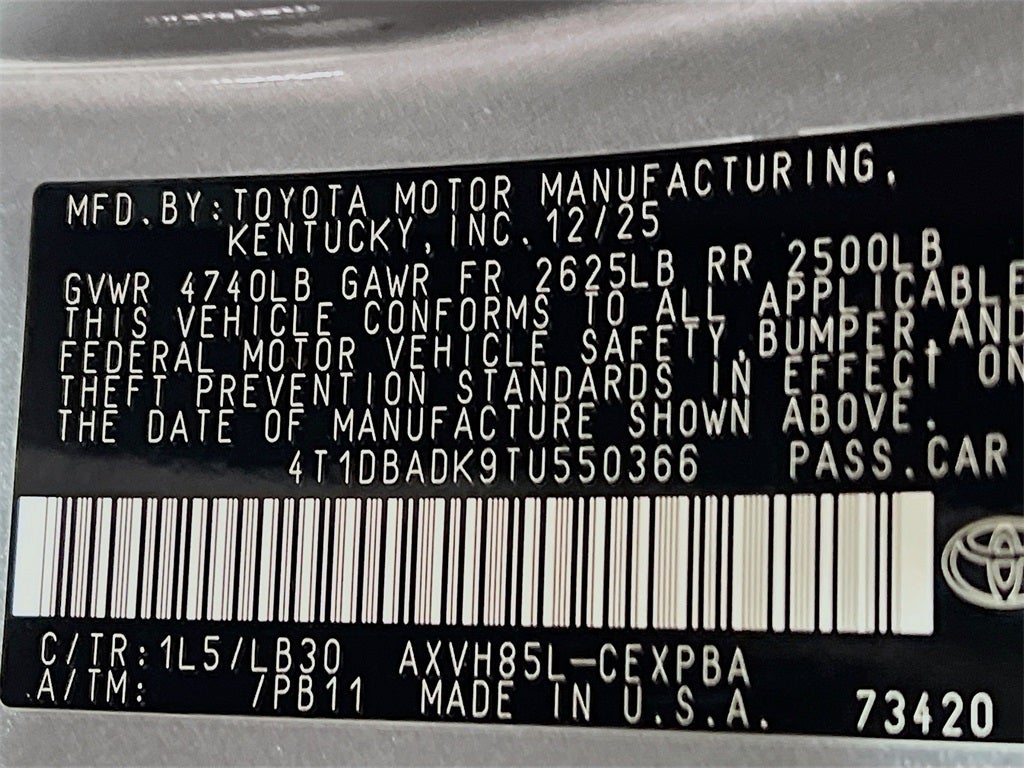 MFD.BY:TOYOTA MOTOR MANUFACTURING,
KENTUCKY, INC. 12/25
GVWR 4740LB GAWR FR 2625LB RR 2500LB
THIS VEHICLE CONFORMS TO ALL APPLICABLE
FEDERAL MOTOR VEHICLE SAFETY,BUMPER,AND
THEFT PREVENTION STANDARDS IN EFFECT ON
THE DATE OF MANUFACTURE SHOWN ABOVE.
4T1DBADK9TU550366 PASS.CAR
C/TR:1L5/LB30 AXVH85L-CEXPBA
A/TM: /PB11 MADE IN U.S.A. 73420